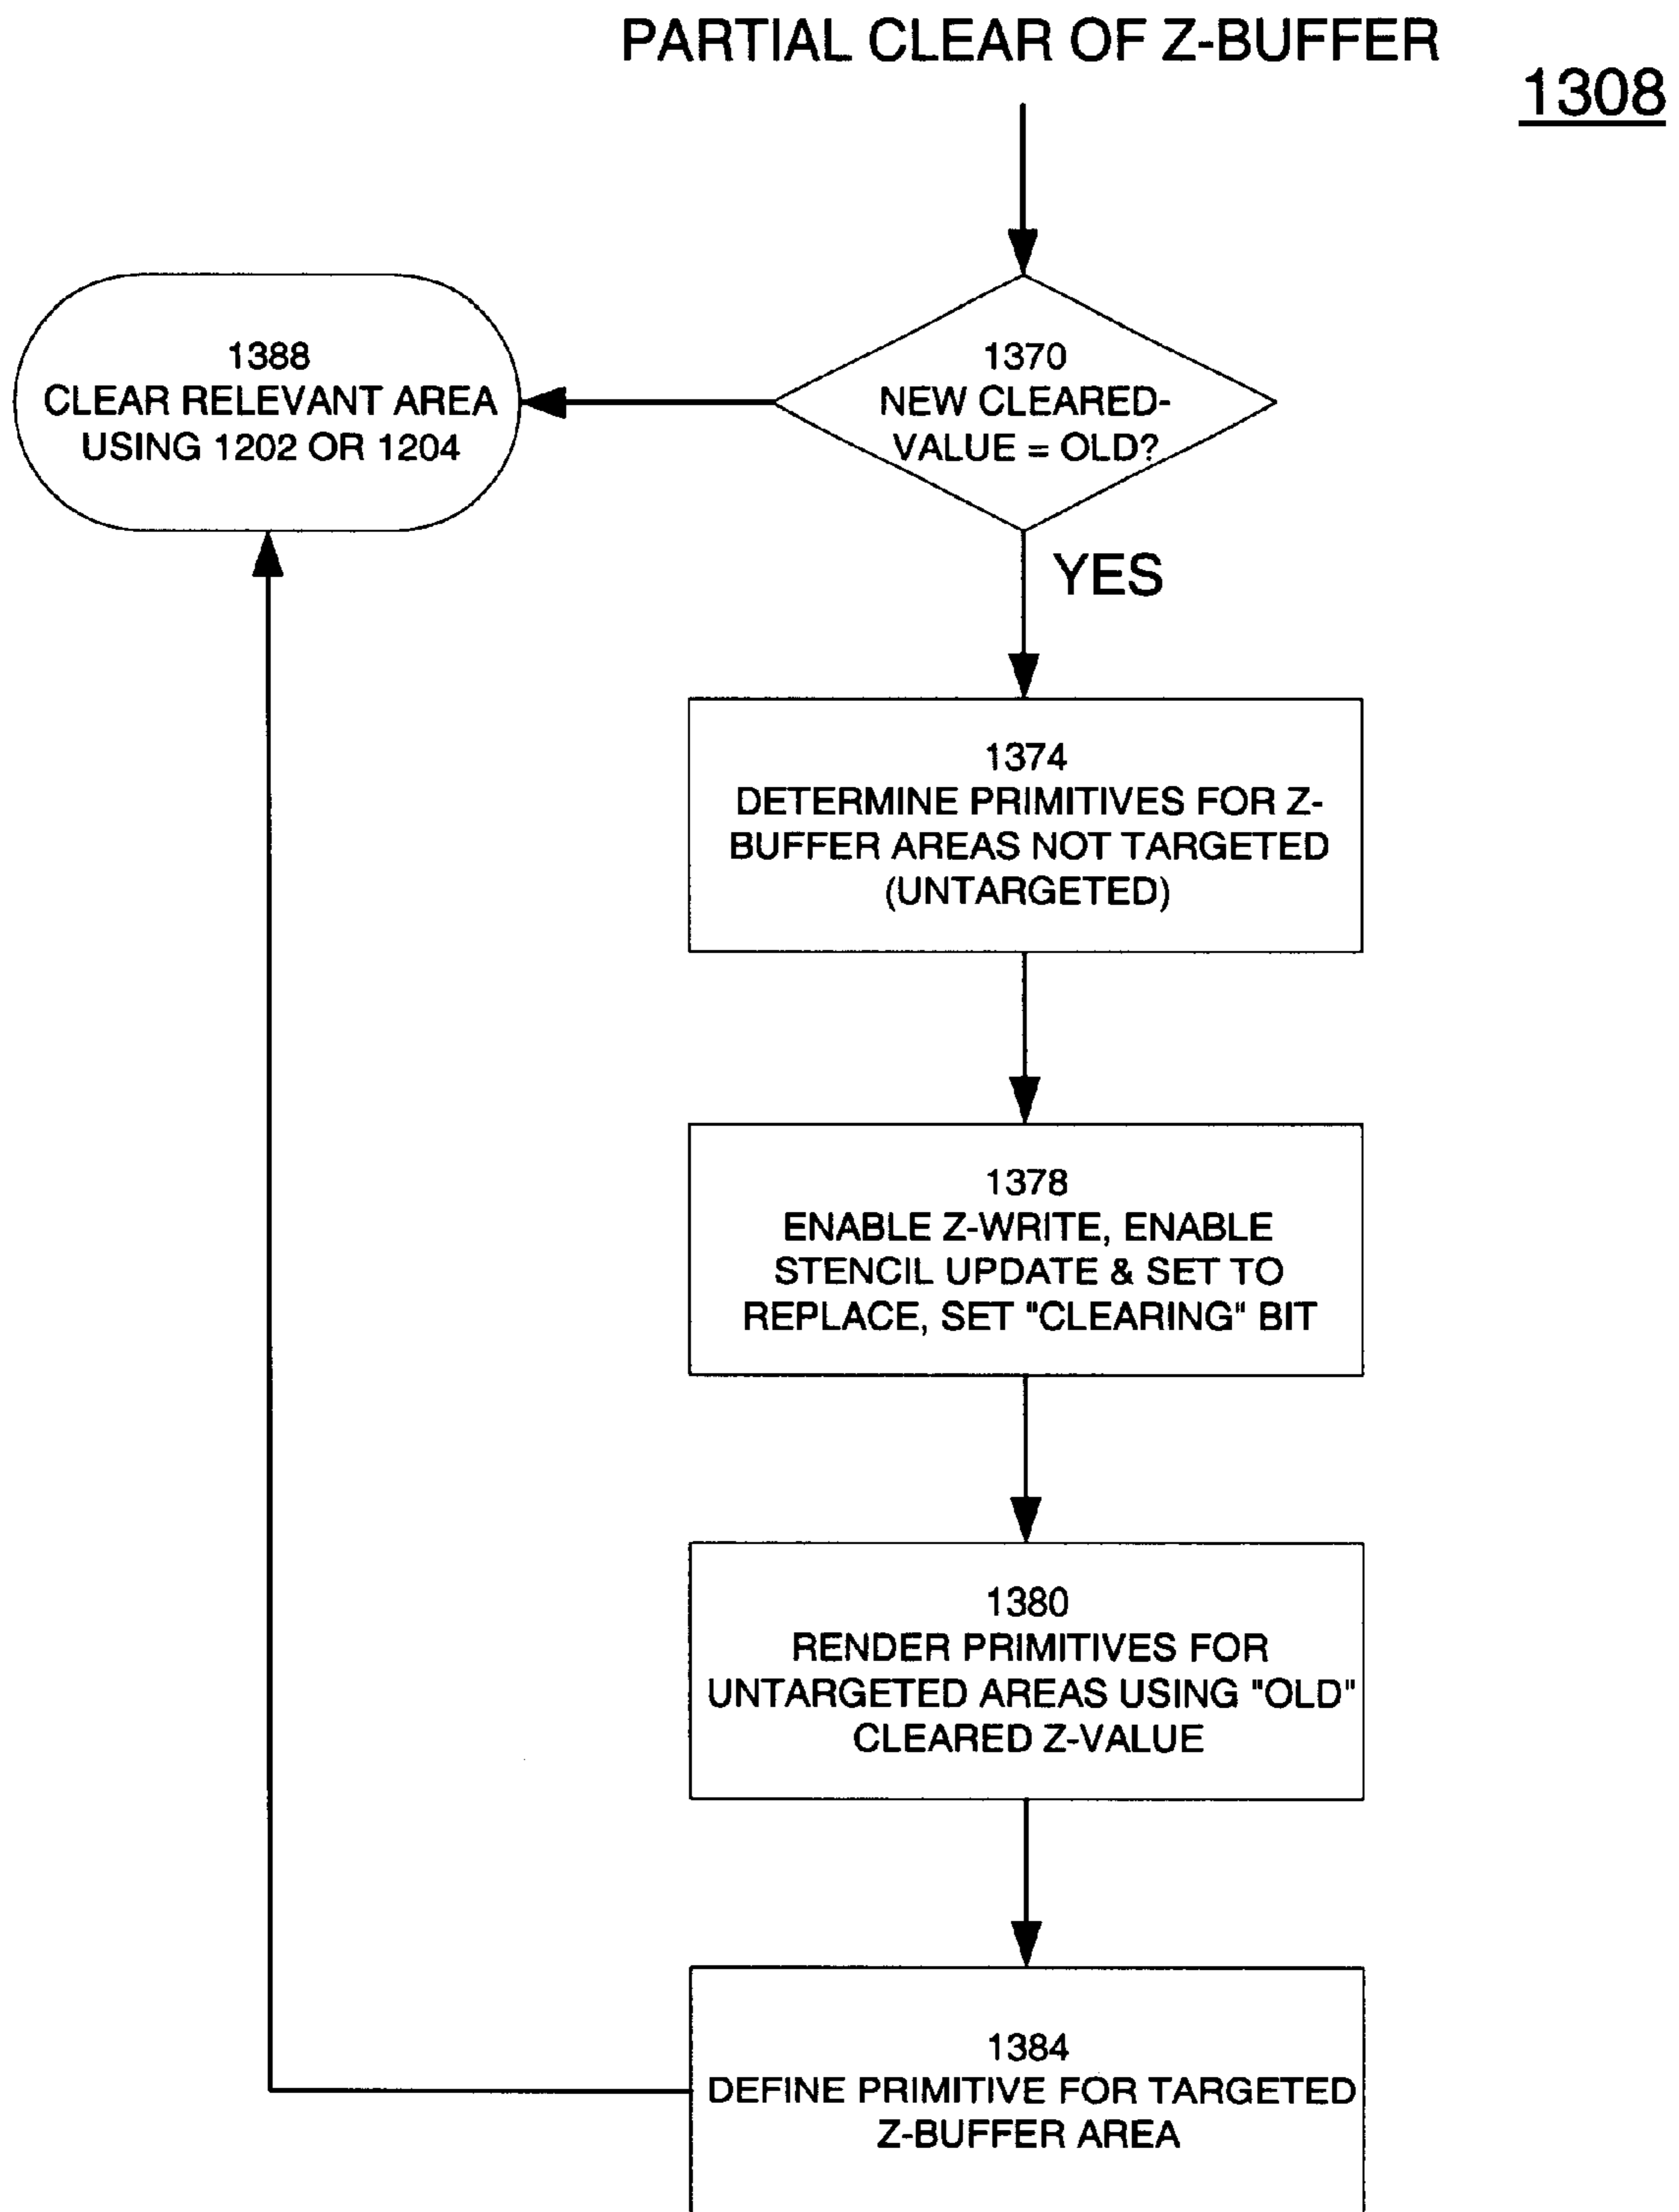 PARTIAL CLEAR OF Z-BUFFER
1308
1388
CLEAR RELEVANT AREA
USING 1202 OR 1204
1370
NEW CLEARED-
VALUE = OLD?
YES
1374
DETERMINE PRIMITIVES FOR Z-
BUFFER AREAS NOT TARGETED
(UNTARGETED)
1378
ENABLE Z-WRITE, ENABLE
STENCIL UPDATE & SET TO
REPLACE, SET "CLEARING" BIT
1380
RENDER PRIMITIVES FOR
UNTARGETED AREAS USING "OLD"
CLEARED Z-VALUE
1384
DEFINE PRIMITIVE FOR TARGETED
Z-BUFFER AREA